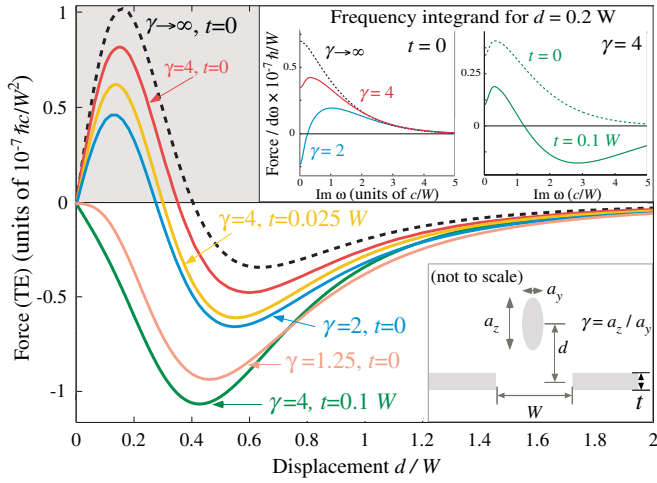 Frequency integrand for d = 0.2 W
γ→∞, t=0
γ=4, t=0
γ=4, t=0.025 W
γ=2, t=0
γ=1.25, t=0
γ=4, t=0.1 W
Force (TE) (units of 10⁻⁷ ℏc/W²)
1
0.5
0
-0.5
-1
0
0.2
0.4
0.6
0.8
1
1.2
1.4
1.6
1.8
2
Displacement d / W
γ→∞
t=0
γ=4
γ=2
Force / dω × 10⁻⁷ ℏ/W
0.5
0
0
1
2
3
4
5
Im ω (units of c/W)
γ=4
t=0
t=0.1 W
0.25
0
0
1
2
3
4
5
Im ω (c/W)
(not to scale)
a_y
a_z
γ=a_z / a_y
d
W
t